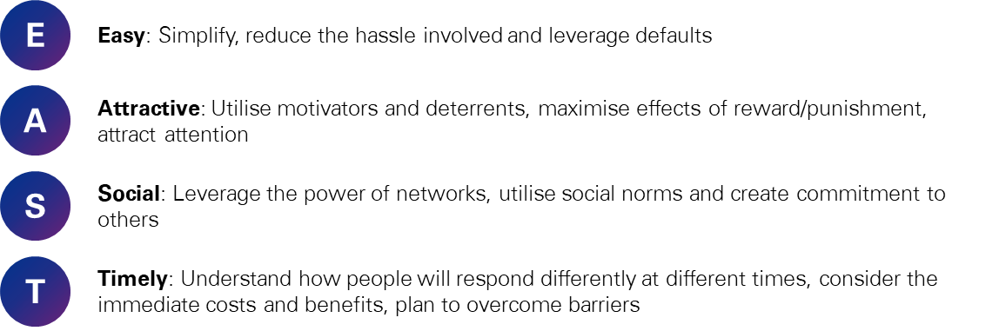 E
Easy: Simplify, reduce the hassle involved and leverage defaults
A
Attractive: Utilise motivators and deterrents, maximise effects of reward/punishment,
attract attention
S
Social: Leverage the power of networks, utilise social norms and create commitment to
others
T
Timely: Understand how people will respond differently at different times, consider the
immediate costs and benefits, plan to overcome barriers